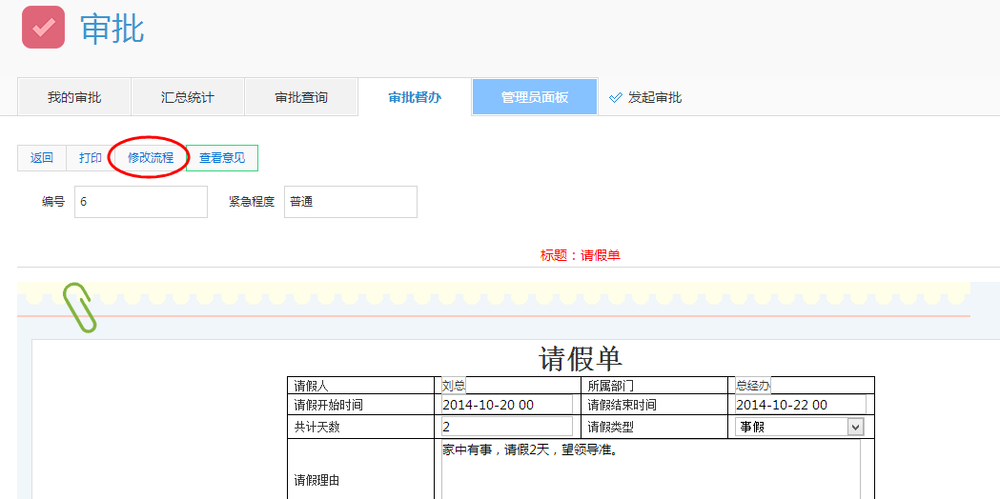 审批
我的审批 汇总统计 审批查询 审批督办 管理员面板 发起审批
返回 打印 修改流程 查看意见
编号 6 紧急程度 普通
标题：请假单
请假单
请假人 刘总 所属部门 总经办
请假开始时间 2014-10-20 00 请假结束时间 2014-10-22 00
共计天数 2 请假类型 事假
家中有事，请假2天，望领导准。
请假理由